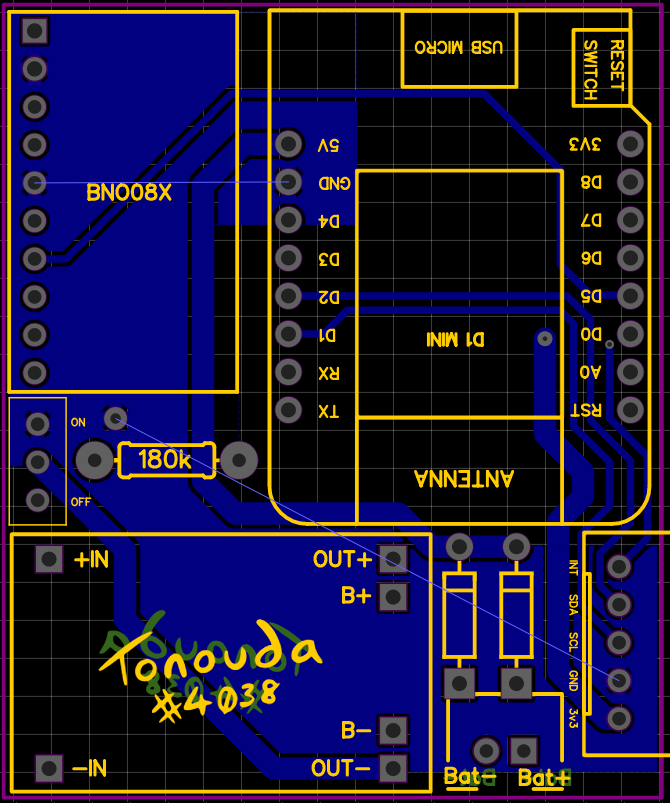 USB MICRO
RESET
SWITCH
5V
GND
D4
D3
D2
D1
RX
TX
3V3
D8
D7
D6
D5
D0
A0
RST
BNO08X
D1 MINI
ANTENNA
ON
OFF
180k
+IN
OUT+
B+
B-
-IN
OUT-
Tonouda
#4038
INT
SDA
SCL
GND
3v3
Bat-
Bat+